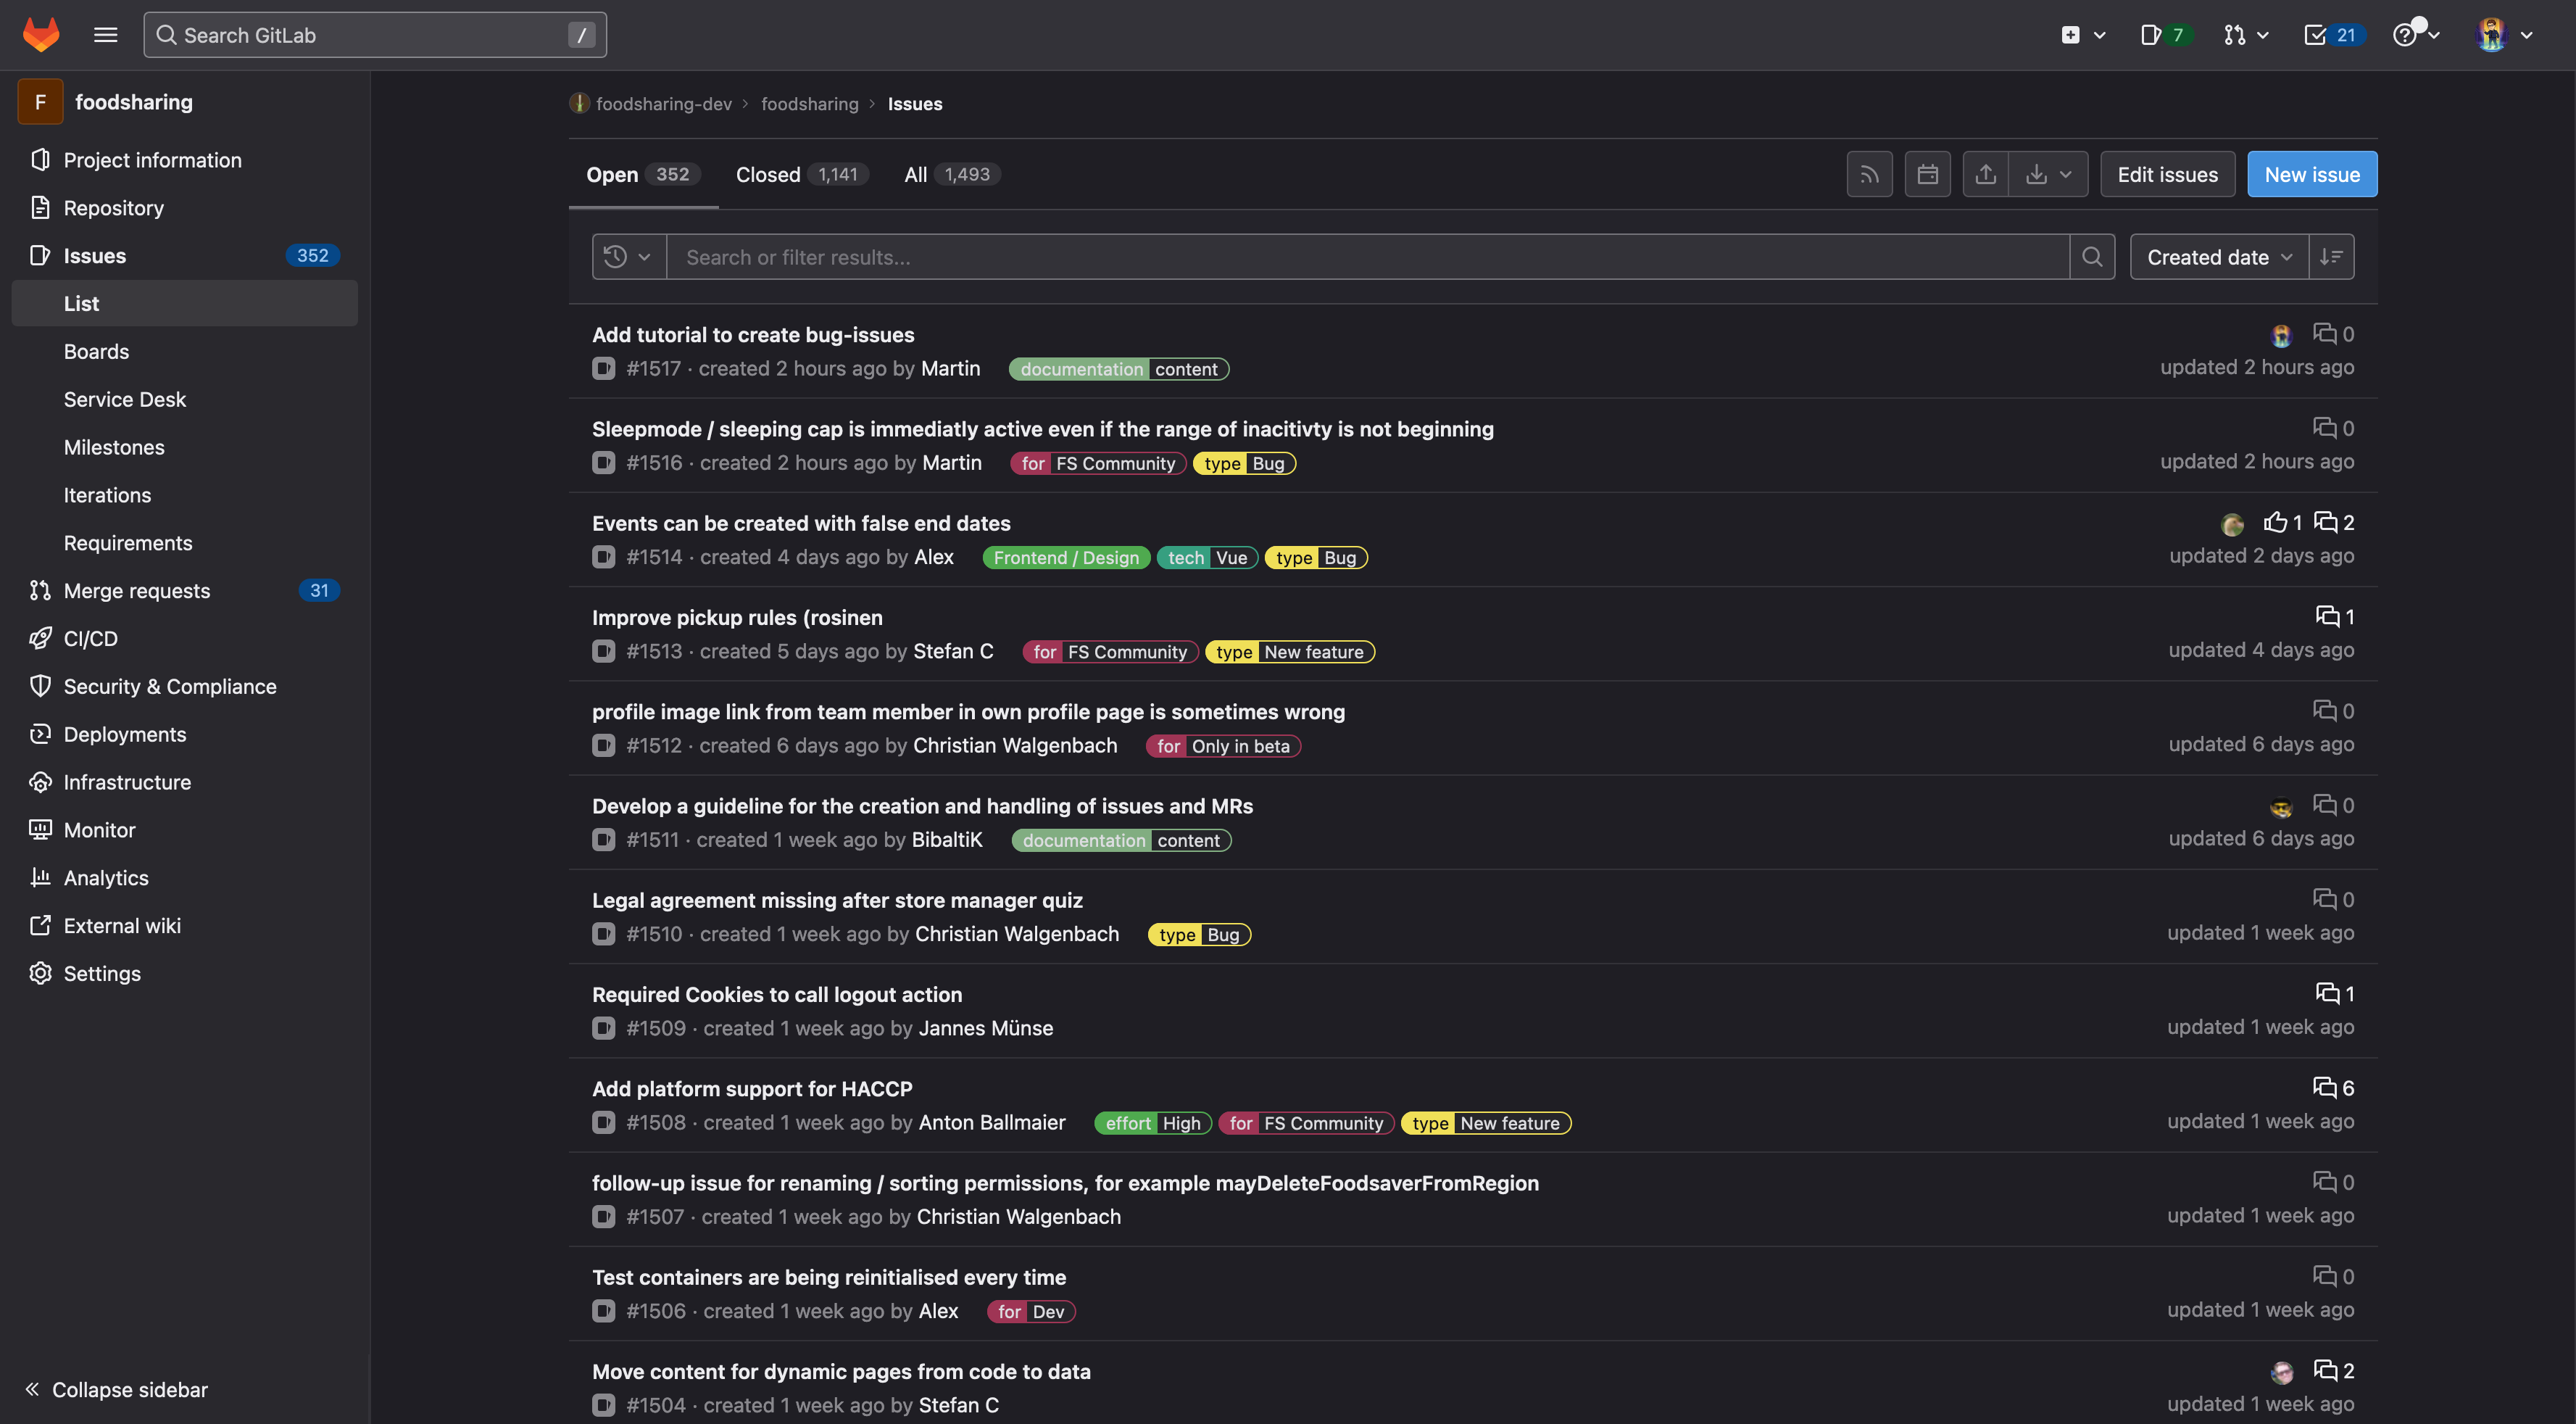 Search GitLab /
7
21
F foodsharing
Project information
Repository
Issues 352
List
Boards
Service Desk
Milestones
Iterations
Requirements
Merge requests 31
CI/CD
Security & Compliance
Deployments
Infrastructure
Monitor
Analytics
External wiki
Settings
Collapse sidebar
foodsharing-dev › foodsharing › Issues
Open 352 Closed 1,141 All 1,493
Edit issues New issue
Search or filter results... Created date
Add tutorial to create bug-issues 0
#1517 · created 2 hours ago by Martin documentation content updated 2 hours ago
Sleepmode / sleeping cap is immediatly active even if the range of inacitivty is not beginning 0
#1516 · created 2 hours ago by Martin for FS Community type Bug updated 2 hours ago
Events can be created with false end dates 1 2
#1514 · created 4 days ago by Alex Frontend / Design tech Vue type Bug updated 2 days ago
Improve pickup rules (rosinen 1
#1513 · created 5 days ago by Stefan C for FS Community type New feature updated 4 days ago
profile image link from team member in own profile page is sometimes wrong 0
#1512 · created 6 days ago by Christian Walgenbach for Only in beta updated 6 days ago
Develop a guideline for the creation and handling of issues and MRs 0
#1511 · created 1 week ago by BibaltiK documentation content updated 6 days ago
Legal agreement missing after store manager quiz 0
#1510 · created 1 week ago by Christian Walgenbach type Bug updated 1 week ago
Required Cookies to call logout action 1
#1509 · created 1 week ago by Jannes Münse updated 1 week ago
Add platform support for HACCP 6
#1508 · created 1 week ago by Anton Ballmaier effort High for FS Community type New feature updated 1 week ago
follow-up issue for renaming / sorting permissions, for example mayDeleteFoodsaverFromRegion 0
#1507 · created 1 week ago by Christian Walgenbach updated 1 week ago
Test containers are being reinitialised every time 0
#1506 · created 1 week ago by Alex for Dev updated 1 week ago
Move content for dynamic pages from code to data 2
#1504 · created 1 week ago by Stefan C updated 1 week ago